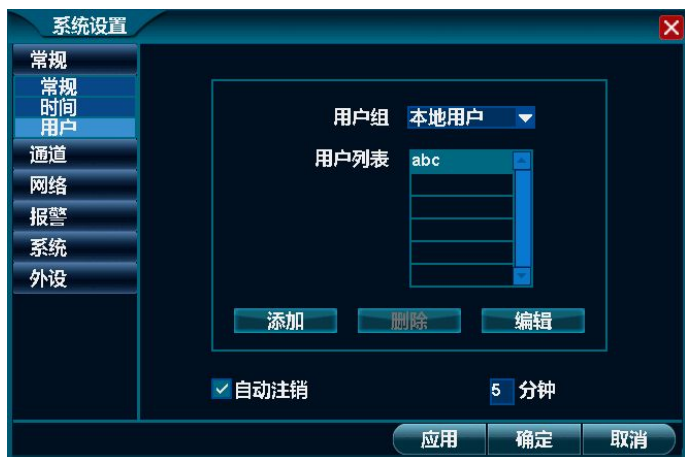 系统设置
常规
常规
时间
用户
通道
网络
报警
系统
外设
用户组 本地用户
用户列表 abc
添加 删除 编辑
自动注销 5 分钟
应用 确定 取消